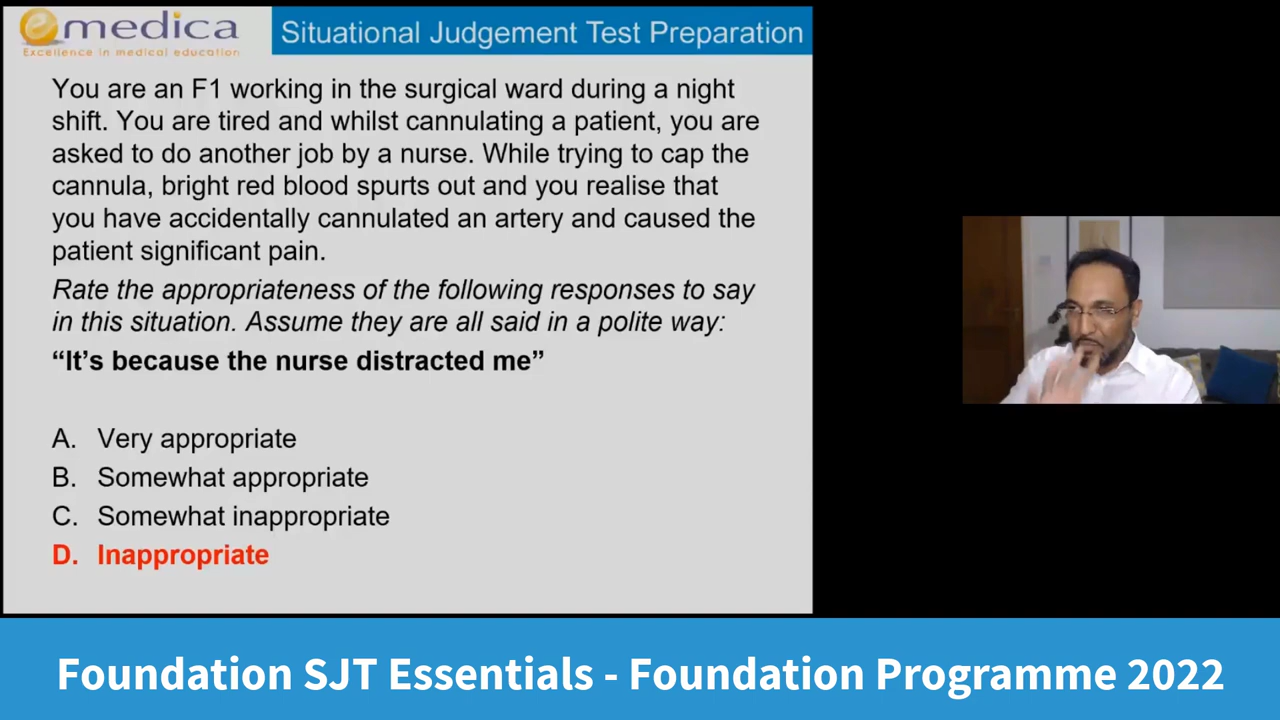 emedica
Excellence in medical education
Situational Judgement Test Preparation
You are an F1 working in the surgical ward during a night
shift. You are tired and whilst cannulating a patient, you are
asked to do another job by a nurse. While trying to cap the
cannula, bright red blood spurts out and you realise that
you have accidentally cannulated an artery and caused the
patient significant pain.
Rate the appropriateness of the following responses to say
in this situation. Assume they are all said in a polite way:
“It’s because the nurse distracted me”
A. Very appropriate
B. Somewhat appropriate
C. Somewhat inappropriate
D. Inappropriate
Foundation SJT Essentials - Foundation Programme 2022